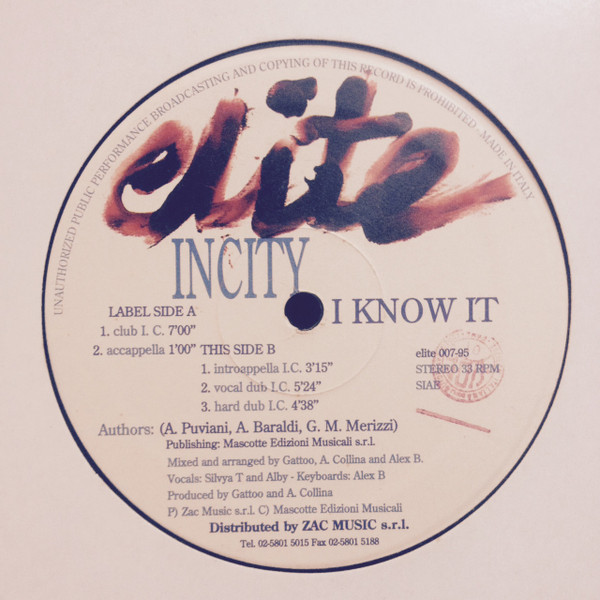 UNAUTHORIZED PUBLIC PERFORMANCE BROADCASTING AND COPYING OF THIS RECORD IS PROHIBITED - MADE IN ITALY
elite
INCITY
I KNOW IT
LABEL SIDE A
1. club I. C. 7'00"
2. accappella 1'00"
THIS SIDE B
1. introappella I.C. 3'15"
2. vocal dub I.C. 5'24"
3. hard dub I.C. 4'38"
elite 007-95
STEREO 33 RPM
SIAE
Authors: (A. Puviani, A. Baraldi, G. M. Merizzi)
Publishing: Mascotte Edizioni Musicali s.r.l.
Mixed and arranged by Gattoo, A. Collina and Alex B.
Vocals: Silvya T and Alby - Keyboards: Alex B
Produced by Gattoo and A. Collina
P) Zac Music s.r.l. C) Mascotte Edizioni Musicali
Distributed by ZAC MUSIC s.r.l.
Tel. 02-5801 5015 Fax 02-5801 5188